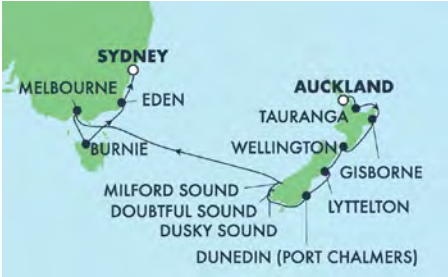 SYDNEY
MELBOURNE
EDEN
BURNIE
AUCKLAND
TAURANGA
WELLINGTON
GISBORNE
MILFORD SOUND
LYTTELTON
DOUBTFUL SOUND
DUSKY SOUND
DUNEDIN (PORT CHALMERS)